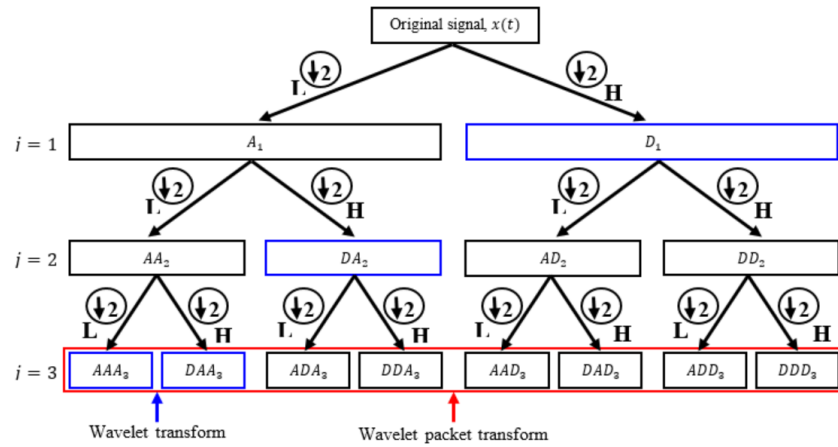 Original signal, x(t)
↓2 ↓2
L H
j = 1 A₁ D₁
↓2 ↓2 ↓2 ↓2
L H L H
j = 2 AA₂ DA₂ AD₂ DD₂
↓2 ↓2 ↓2 ↓2 ↓2 ↓2 ↓2 ↓2
L H L H L H L H
j = 3 AAA₃ DAA₃ ADA₃ DDA₃ AAD₃ DAD₃ ADD₃ DDD₃
Wavelet transform Wavelet packet transform